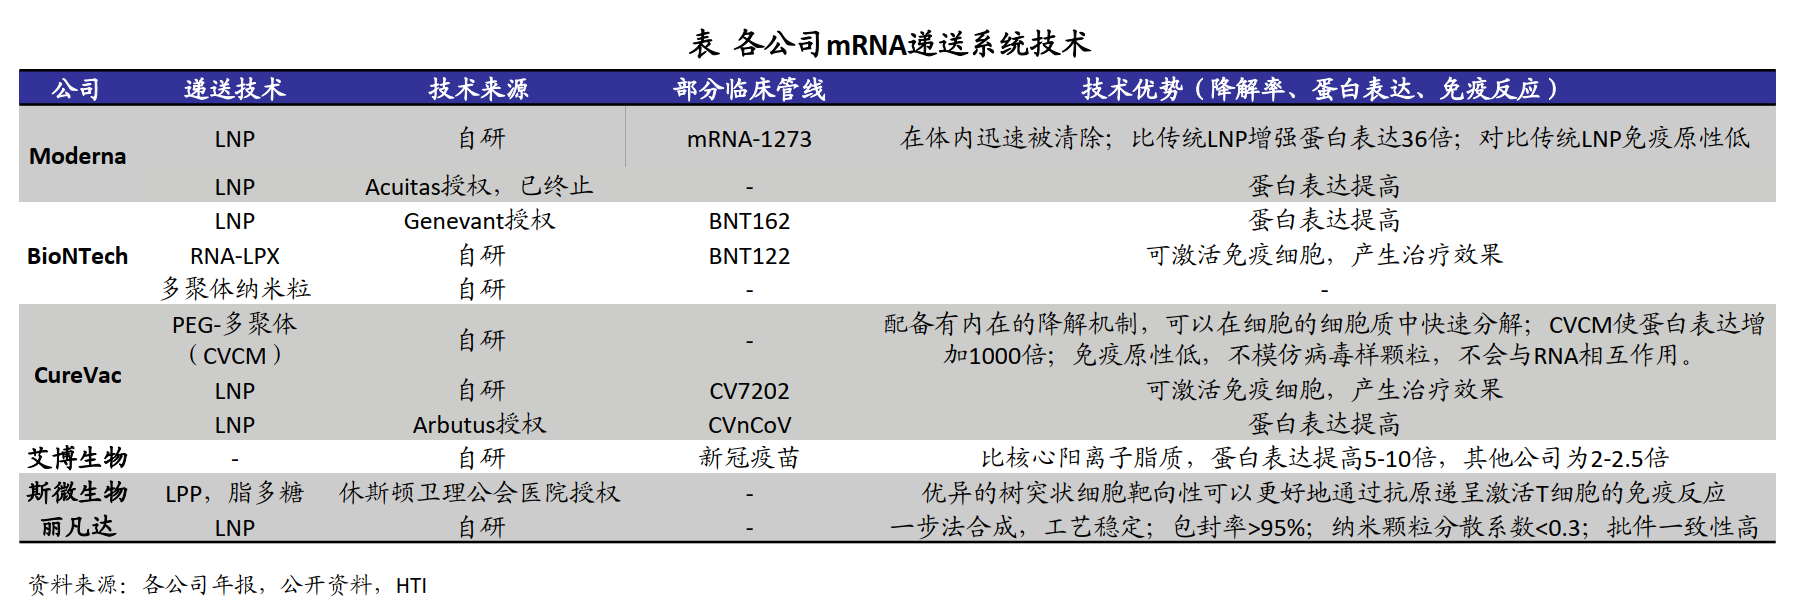 表 各公司mRNA递送系统技术
公司 递送技术 技术来源 部分临床管线 技术优势（降解率、蛋白表达、免疫反应）
Moderna
LNP 自研 mRNA-1273 在体内迅速被清除；比传统LNP增强蛋白表达36倍；对比传统LNP免疫原性低
LNP Acuitas授权，已终止 - 蛋白表达提高
BioNTech
LNP Genevant授权 BNT162 蛋白表达提高
RNA-LPX 自研 BNT122 可激活免疫细胞，产生治疗效果
多聚体纳米粒 自研 - -
CureVac
PEG-多聚体
（CVCM） 自研 - 配备有内在的降解机制，可以在细胞的细胞质中快速分解；CVCM使蛋白表达增
加1000倍；免疫原性低，不模仿病毒样颗粒，不会与RNA相互作用。
LNP 自研 CV7202 可激活免疫细胞，产生治疗效果
LNP Arbutus授权 CVnCoV 蛋白表达提高
艾博生物 - 自研 新冠疫苗 比核心阳离子脂质，蛋白表达提高5-10倍，其他公司为2-2.5倍
斯微生物 LPP，脂多糖 休斯顿卫理公会医院授权 - 优异的树突状细胞靶向性可以更好地通过抗原递呈激活T细胞的免疫反应
丽凡达 LNP 自研 - 一步法合成，工艺稳定；包封率>95%；纳米颗粒分散系数<0.3；批件一致性高
资料来源：各公司年报，公开资料，HTI